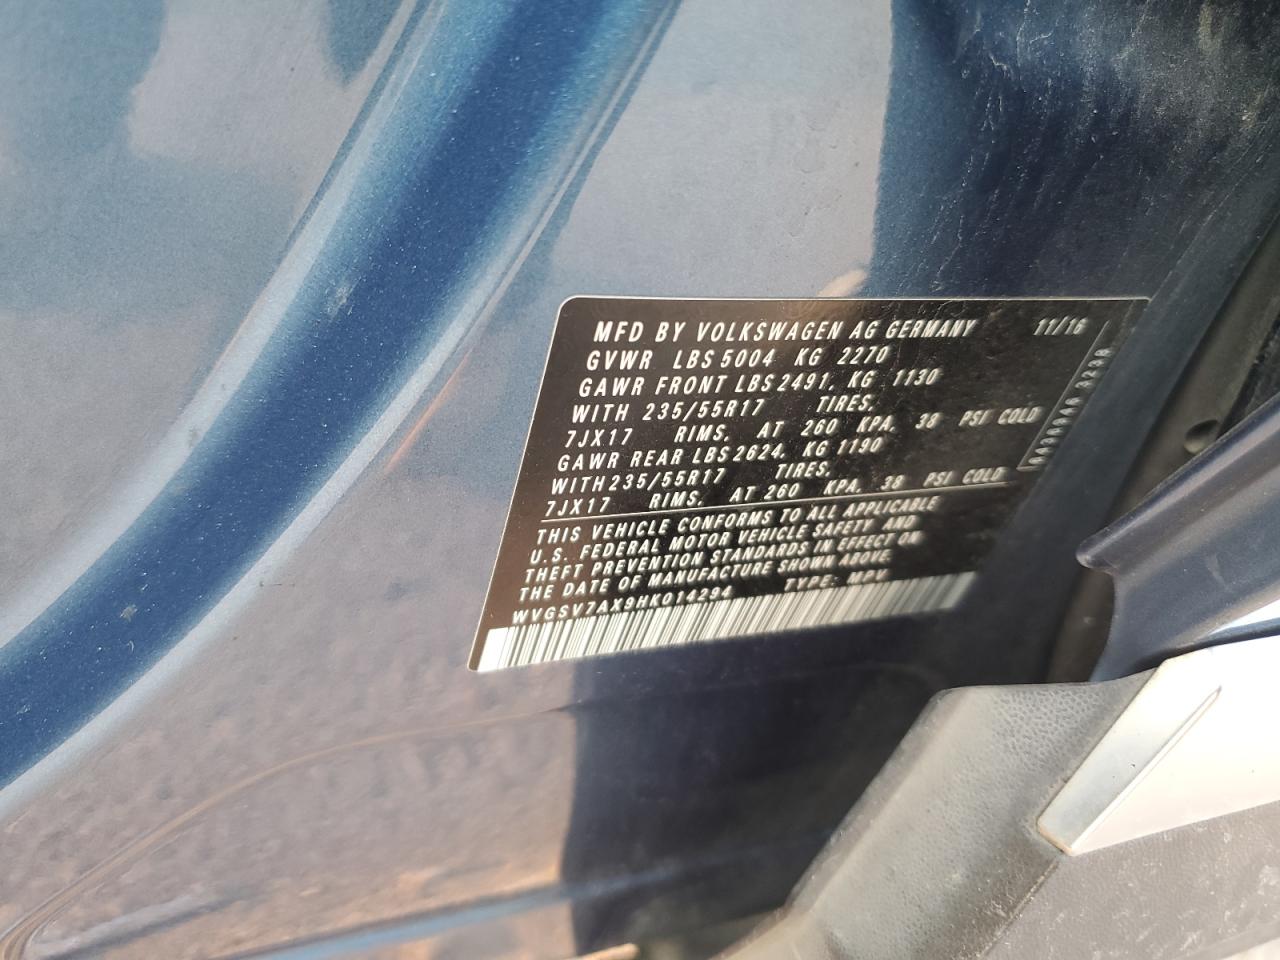 MFD BY VOLKSWAGEN AG GERMANY 11/16
GVWR LBS 5004 KG 2270
GAWR FRONT LBS 2491, KG 1130
WITH 235/55R17 TIRES,
7JX17 RIMS, AT 260 KPA, 38 PSI COLD
GAWR REAR LBS 2624, KG 1190
WITH 235/55R17 TIRES,
7JX17 RIMS, AT 260 KPA, 38 PSI COLD
THIS VEHICLE CONFORMS TO ALL APPLICABLE
U.S. FEDERAL MOTOR VEHICLE SAFETY AND
THEFT PREVENTION STANDARDS IN EFFECT ON
THE DATE OF MANUFACTURE SHOWN ABOVE.
WVGSV7AX9HK014294 TYPE: MPV